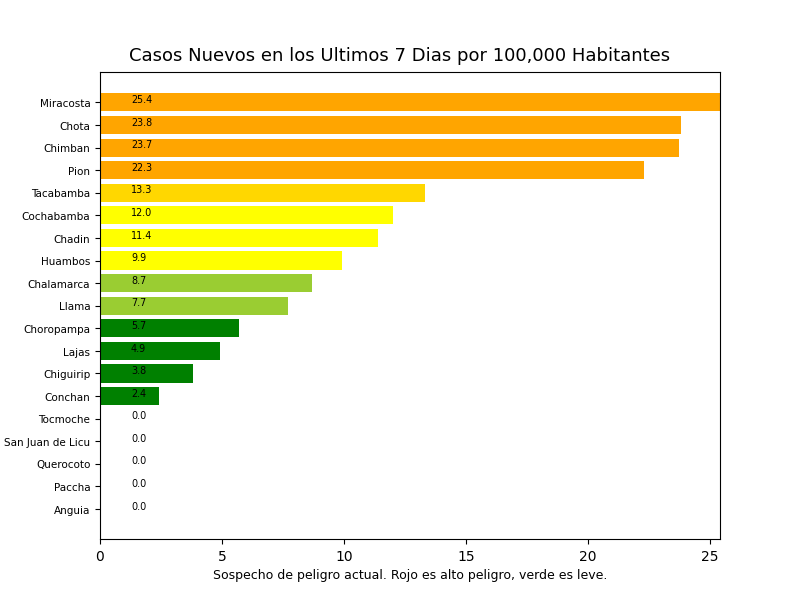 Casos Nuevos en los Ultimos 7 Dias por 100,000 Habitantes
Miracosta 25.4
Chota 23.8
Chimban 23.7
Pion 22.3
Tacabamba 13.3
Cochabamba 12.0
Chadin 11.4
Huambos 9.9
Chalamarca 8.7
Llama 7.7
Choropampa 5.7
Lajas 4.9
Chiguirip 3.8
Conchan 2.4
Tocmoche 0.0
San Juan de Licu 0.0
Querocoto 0.0
Paccha 0.0
Anguia 0.0
0 5 10 15 20 25
Sospecho de peligro actual. Rojo es alto peligro, verde es leve.